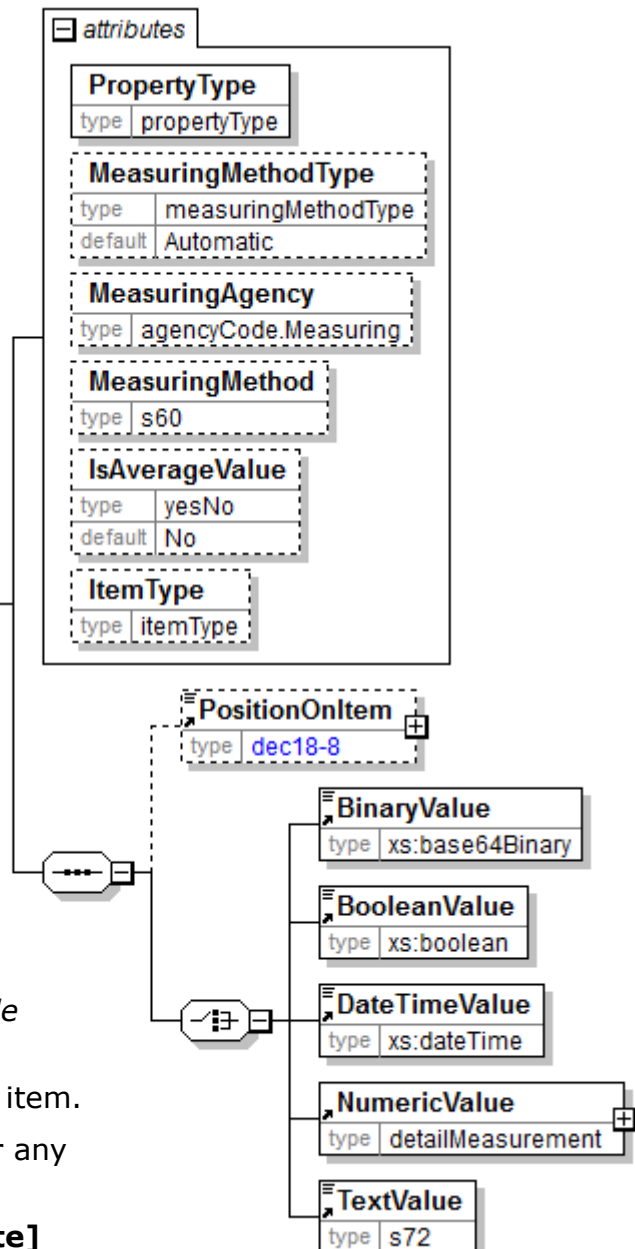 attributes
PropertyType
type propertyType
MeasuringMethodType
type measuringMethodType
default Automatic
MeasuringAgency
type agencyCode.Measuring
MeasuringMethod
type s60
IsAverageValue
type yesNo
default No
ItemType
type itemType
PositionOnItem
type dec18-8
BinaryValue
type xs:base64Binary
BooleanValue
type xs:boolean
DateTimeValue
type xs:dateTime
item.
NumericValue
type detailMeasurement
any
TextValue
type s72